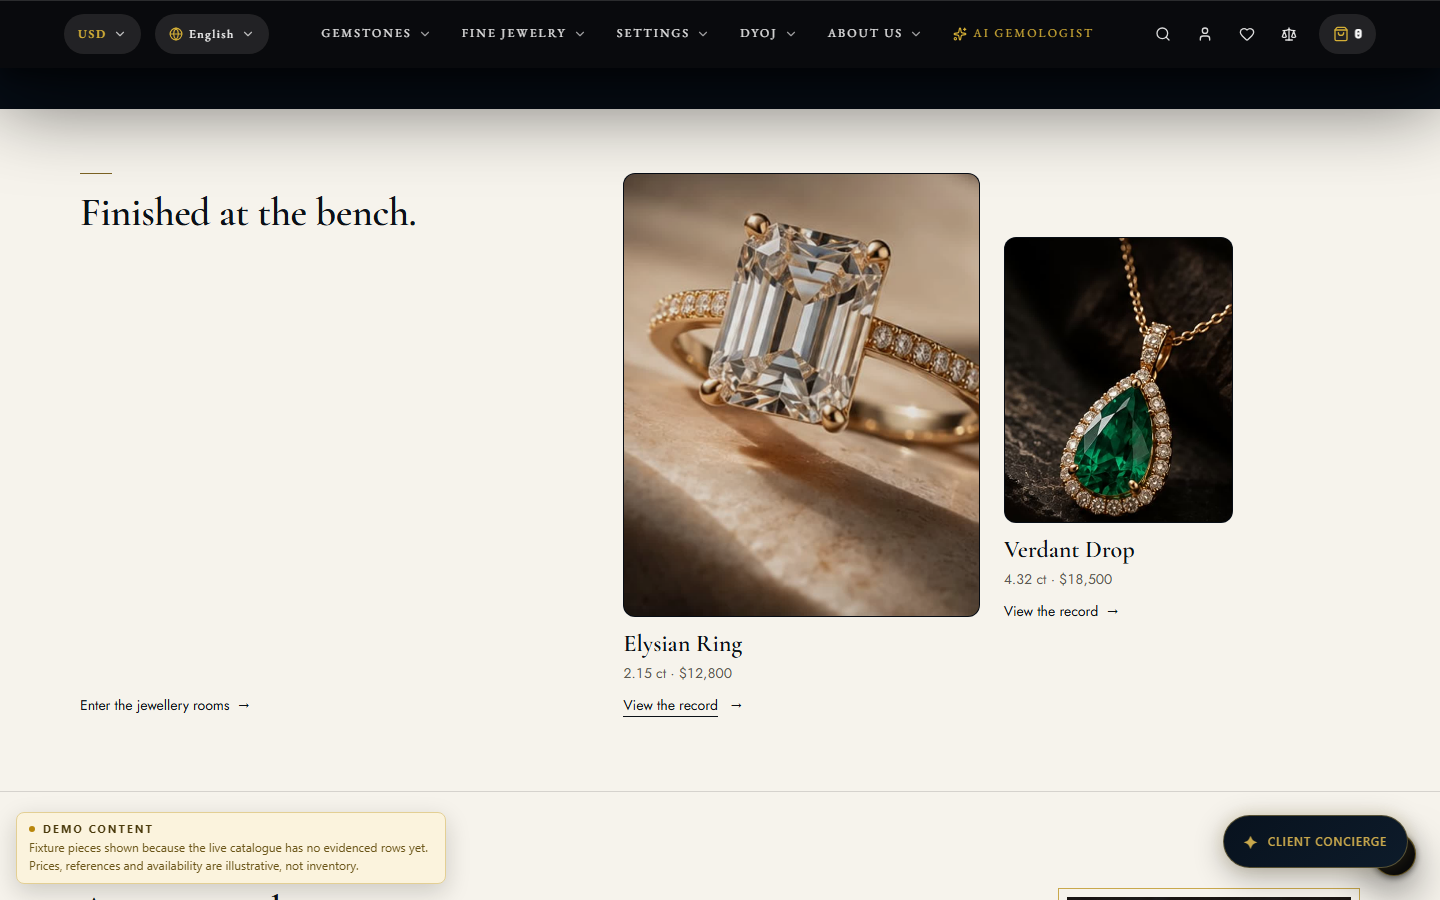 USD
English
GEMSTONES
FINE JEWELRY
SETTINGS
DYOJ
ABOUT US
AI GEMOLOGIST
0
Finished at the bench.
Verdant Drop
4.32 ct · $18,500
View the record →
Elysian Ring
2.15 ct · $12,800
Enter the jewellery rooms →
View the record →
DEMO CONTENT
Fixture pieces shown because the live catalogue has no evidenced rows yet.
Prices, references and availability are illustrative, not inventory.
CLIENT CONCIERGE